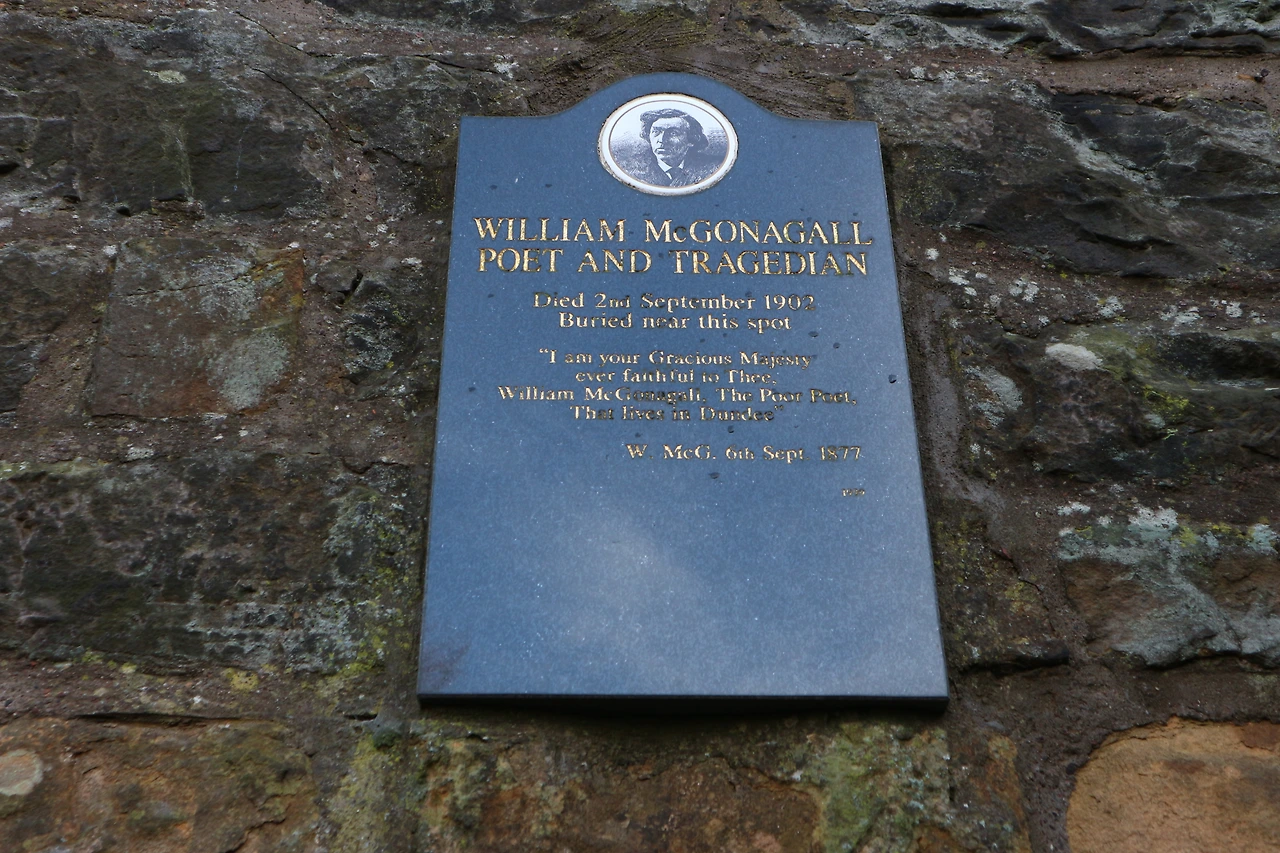 WILLIAM McGONAGALL
POET AND TRAGEDIAN
Died 2nd September 1902
Buried near this spot
"I am your Gracious Majesty
ever faithful to Thee,
William McGonagall, The Poor Poet,
That lives in Dundee"
W. McG. 6th Sept. 1877